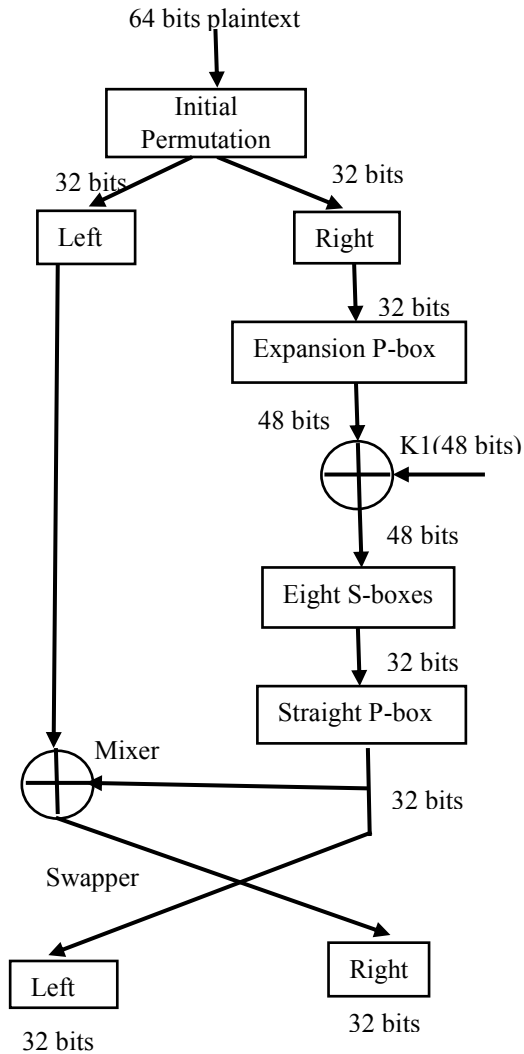 64 bits plaintext
Initial
Permutation
32 bits
32 bits
Left
Right
32 bits
Expansion P-box
48 bits
K1(48 bits)
48 bits
Eight S-boxes
32 bits
Straight P-box
Mixer
32 bits
Swapper
Left
Right
32 bits
32 bits